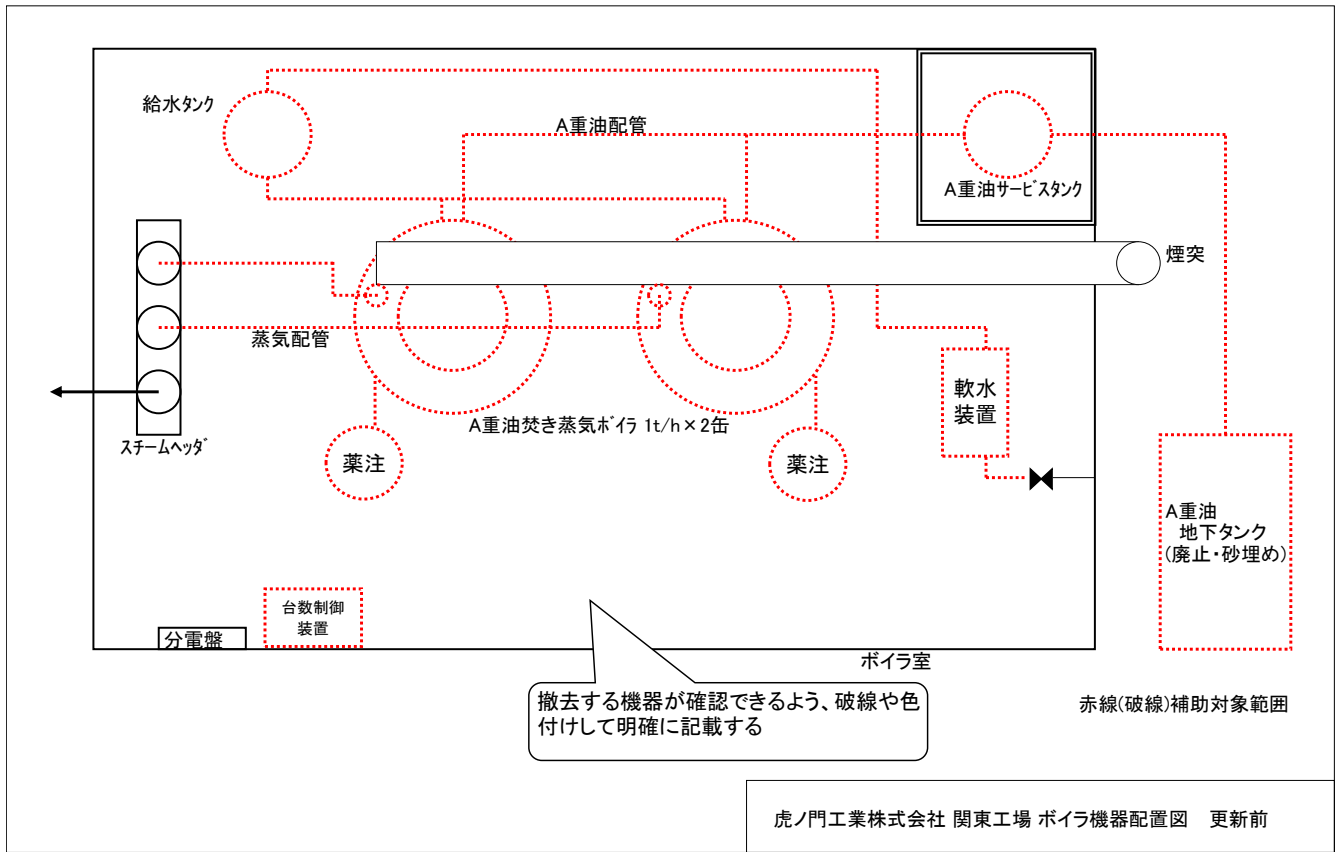 給水タンク
A重油配管
A重油サービスタンク
煙突
蒸気配管
軟水
装置
A重油焚き蒸気ボイラ 1t/h×2缶
スチームヘッダ
薬注
薬注
A重油
地下タンク
(廃止・砂埋め)
台数制御
装置
分電盤
ボイラ室
撤去する機器が確認できるよう、破線や色
付けして明確に記載する
赤線(破線)補助対象範囲
虎ノ門工業株式会社 関東工場 ボイラ機器配置図　更新前